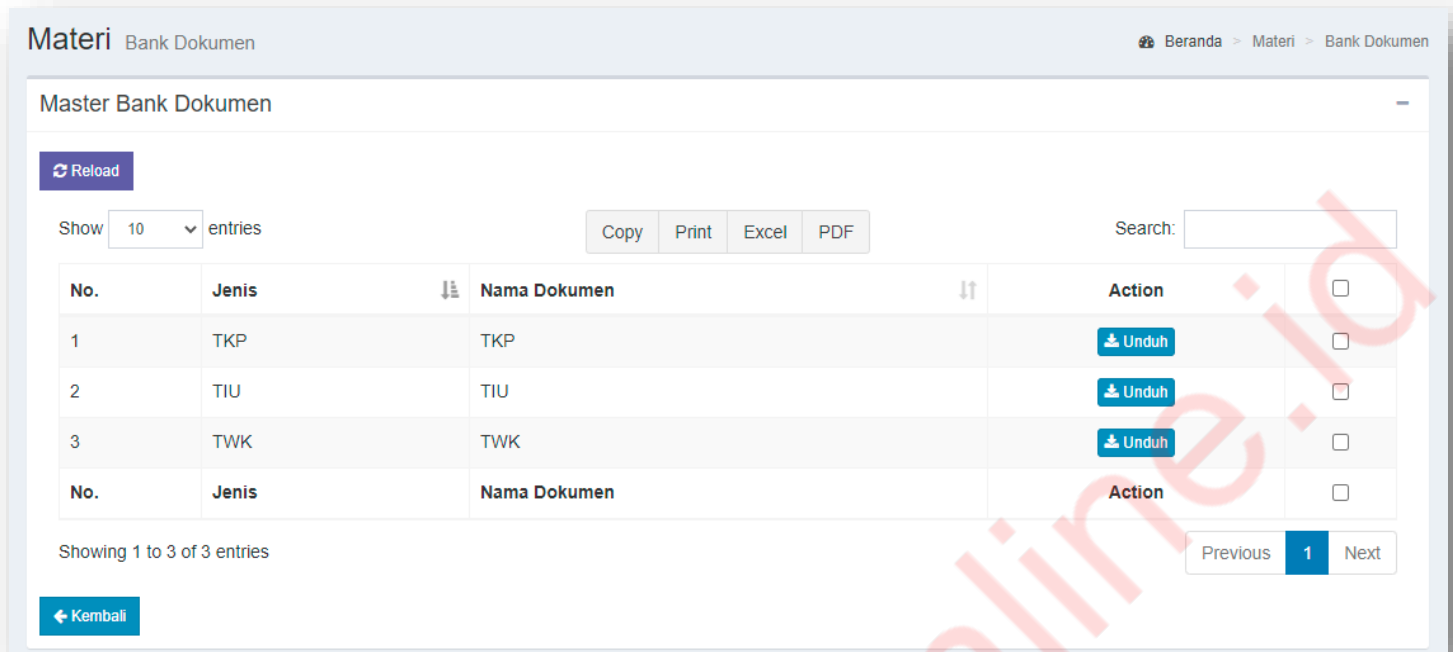 Materi Bank Dokumen Beranda > Materi > Bank Dokumen
Master Bank Dokumen
Reload
Show 10 entries Copy Print Excel PDF Search:
No. Jenis Nama Dokumen Action
1 TKP TKP Unduh
2 TIU TIU Unduh
3 TWK TWK Unduh
No. Jenis Nama Dokumen Action
Showing 1 to 3 of 3 entries Previous 1 Next
Kembali
line.id